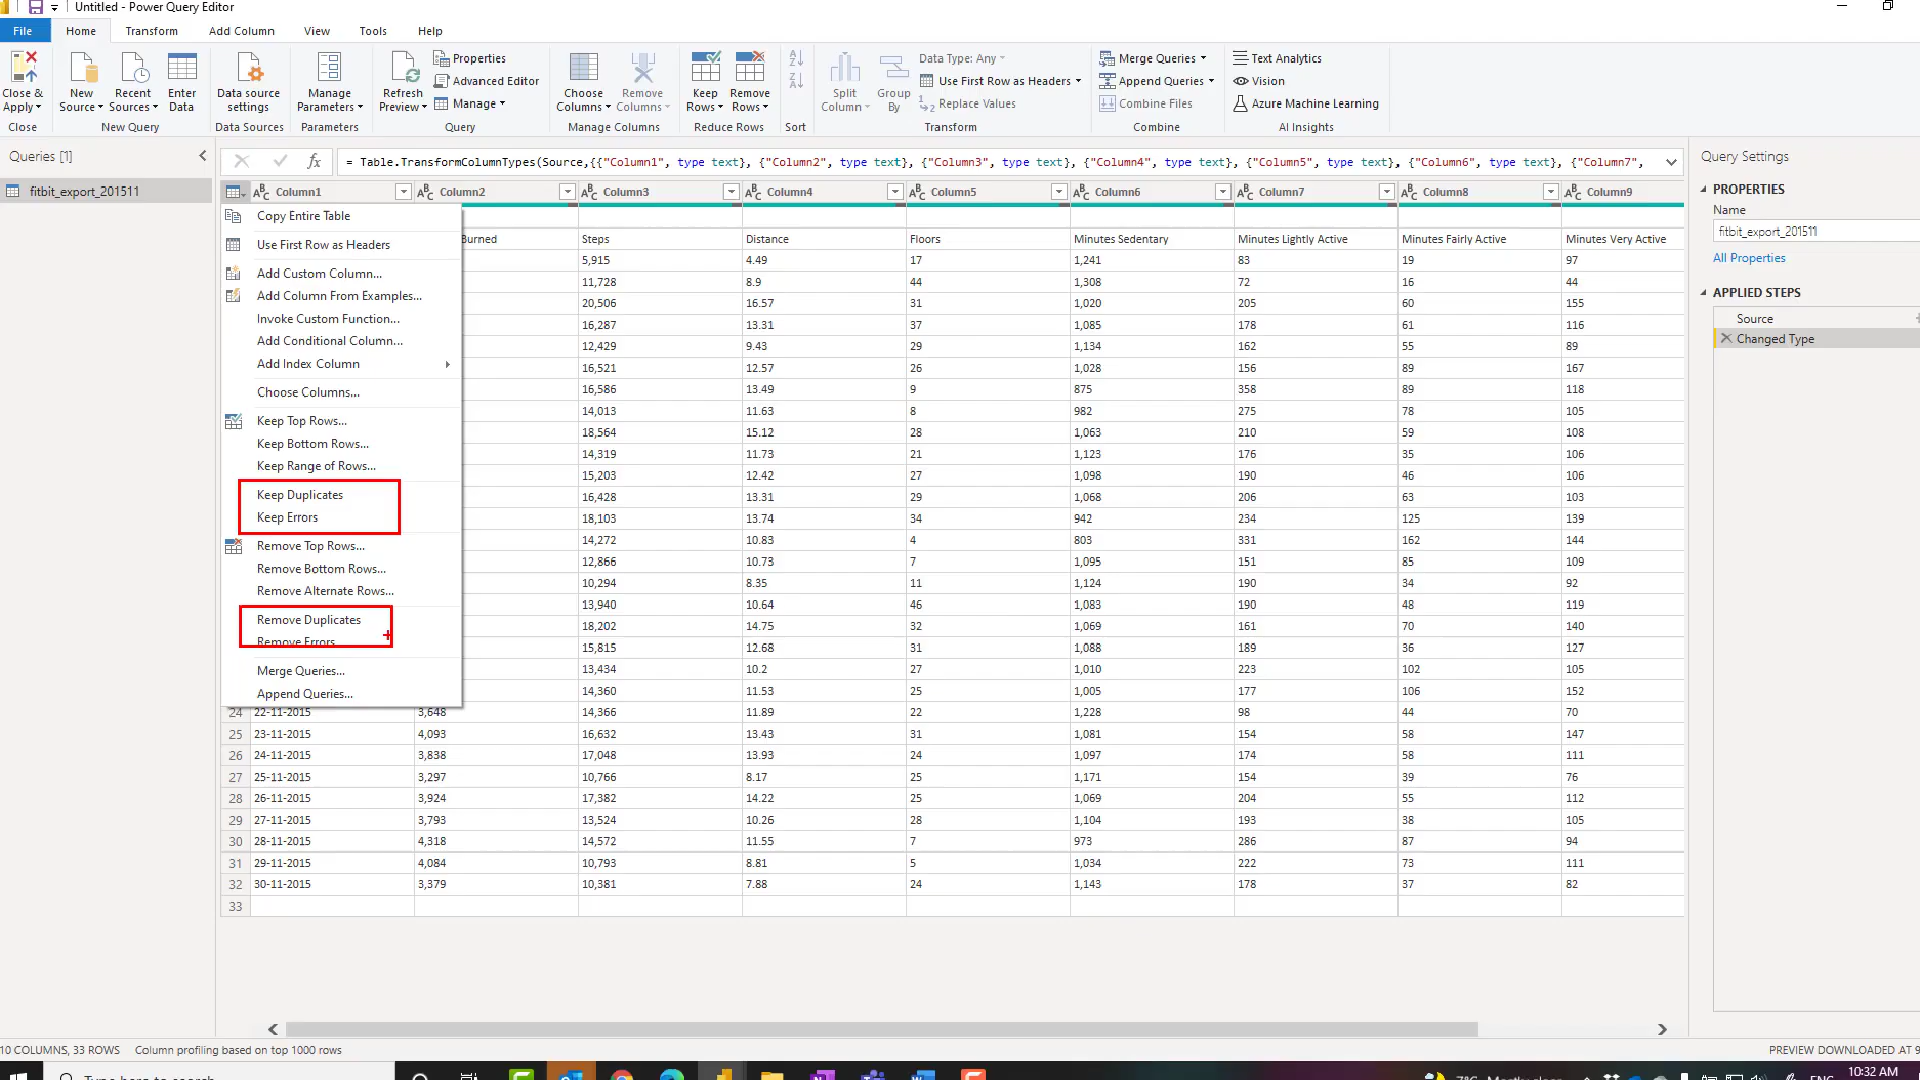 Untitled - Power Query Editor
File Home Transform Add Column View Tools Help
Close & Apply
New Source
Recent Sources
Enter Data
Data source settings
Manage Parameters
Refresh Preview
Properties
Advanced Editor
Manage
Choose Columns
Remove Columns
Keep Rows
Remove Rows
Split Column
Group By
Data Type: Any
Use First Row as Headers
Replace Values
Merge Queries
Append Queries
Combine Files
Text Analytics
Vision
Azure Machine Learning
Close New Query Data Sources Parameters Query Manage Columns Reduce Rows Sort Transform Combine AI Insights
Queries [1]
fitbit_export_201511
= Table.TransformColumnTypes(Source,{{"Column1", type text}, {"Column2", type text}, {"Column3", type text}, {"Column4", type text}, {"Column5", type text}, {"Column6", type text}, {"Column7",
Column1 Column2 Column3 Column4 Column5 Column6 Column7 Column8 Column9
Copy Entire Table
Use First Row as Headers
Add Custom Column...
Add Column From Examples...
Invoke Custom Function...
Add Conditional Column...
Add Index Column
Choose Columns...
Keep Top Rows...
Keep Bottom Rows...
Keep Range of Rows...
Keep Duplicates
Keep Errors
Remove Top Rows...
Remove Bottom Rows...
Remove Alternate Rows...
Remove Duplicates
Remove Errors
Merge Queries...
Append Queries...
Burned Steps Distance Floors Minutes Sedentary Minutes Lightly Active Minutes Fairly Active Minutes Very Active
5,915 4.49 17 1,241 83 19 97
11,728 8.9 44 1,308 72 16 44
20,506 16.57 31 1,020 205 60 155
16,287 13.31 37 1,085 178 61 116
12,429 9.43 29 1,134 162 55 89
16,521 12.57 26 1,028 156 89 167
16,586 13.49 9 875 358 89 118
14,013 11.63 8 982 275 78 105
18,564 15.12 28 1,063 210 59 108
14,319 11.73 21 1,123 176 35 106
15,203 12.42 27 1,098 190 46 106
16,428 13.31 29 1,068 206 63 103
18,103 13.74 34 942 234 125 139
14,272 10.83 4 803 331 162 144
12,866 10.73 7 1,095 151 85 109
10,294 8.35 11 1,124 190 34 92
13,940 10.64 46 1,083 190 48 119
18,202 14.75 32 1,069 161 70 140
15,815 12.68 31 1,088 189 36 127
13,434 10.2 27 1,010 223 102 105
14,360 11.53 25 1,005 177 106 152
24 22-11-2015 3,648 14,366 11.89 22 1,228 98 44 70
25 23-11-2015 4,093 16,632 13.43 31 1,081 154 58 147
26 24-11-2015 3,838 17,048 13.93 24 1,097 174 58 111
27 25-11-2015 3,297 10,766 8.17 25 1,171 154 39 76
28 26-11-2015 3,924 17,382 14.22 25 1,069 204 55 112
29 27-11-2015 3,793 13,524 10.26 28 1,104 193 38 105
30 28-11-2015 4,318 14,572 11.55 7 973 286 87 94
31 29-11-2015 4,084 10,793 8.81 5 1,034 222 73 111
32 30-11-2015 3,379 10,381 7.88 24 1,143 178 37 82
33
Query Settings
PROPERTIES
Name
fitbit_export_201511
All Properties
APPLIED STEPS
Source
Changed Type
10 COLUMNS, 33 ROWS Column profiling based on top 1000 rows
PREVIEW DOWNLOADED AT 9
Type here to search
7°C Mostly clear
ENG
10:32 AM